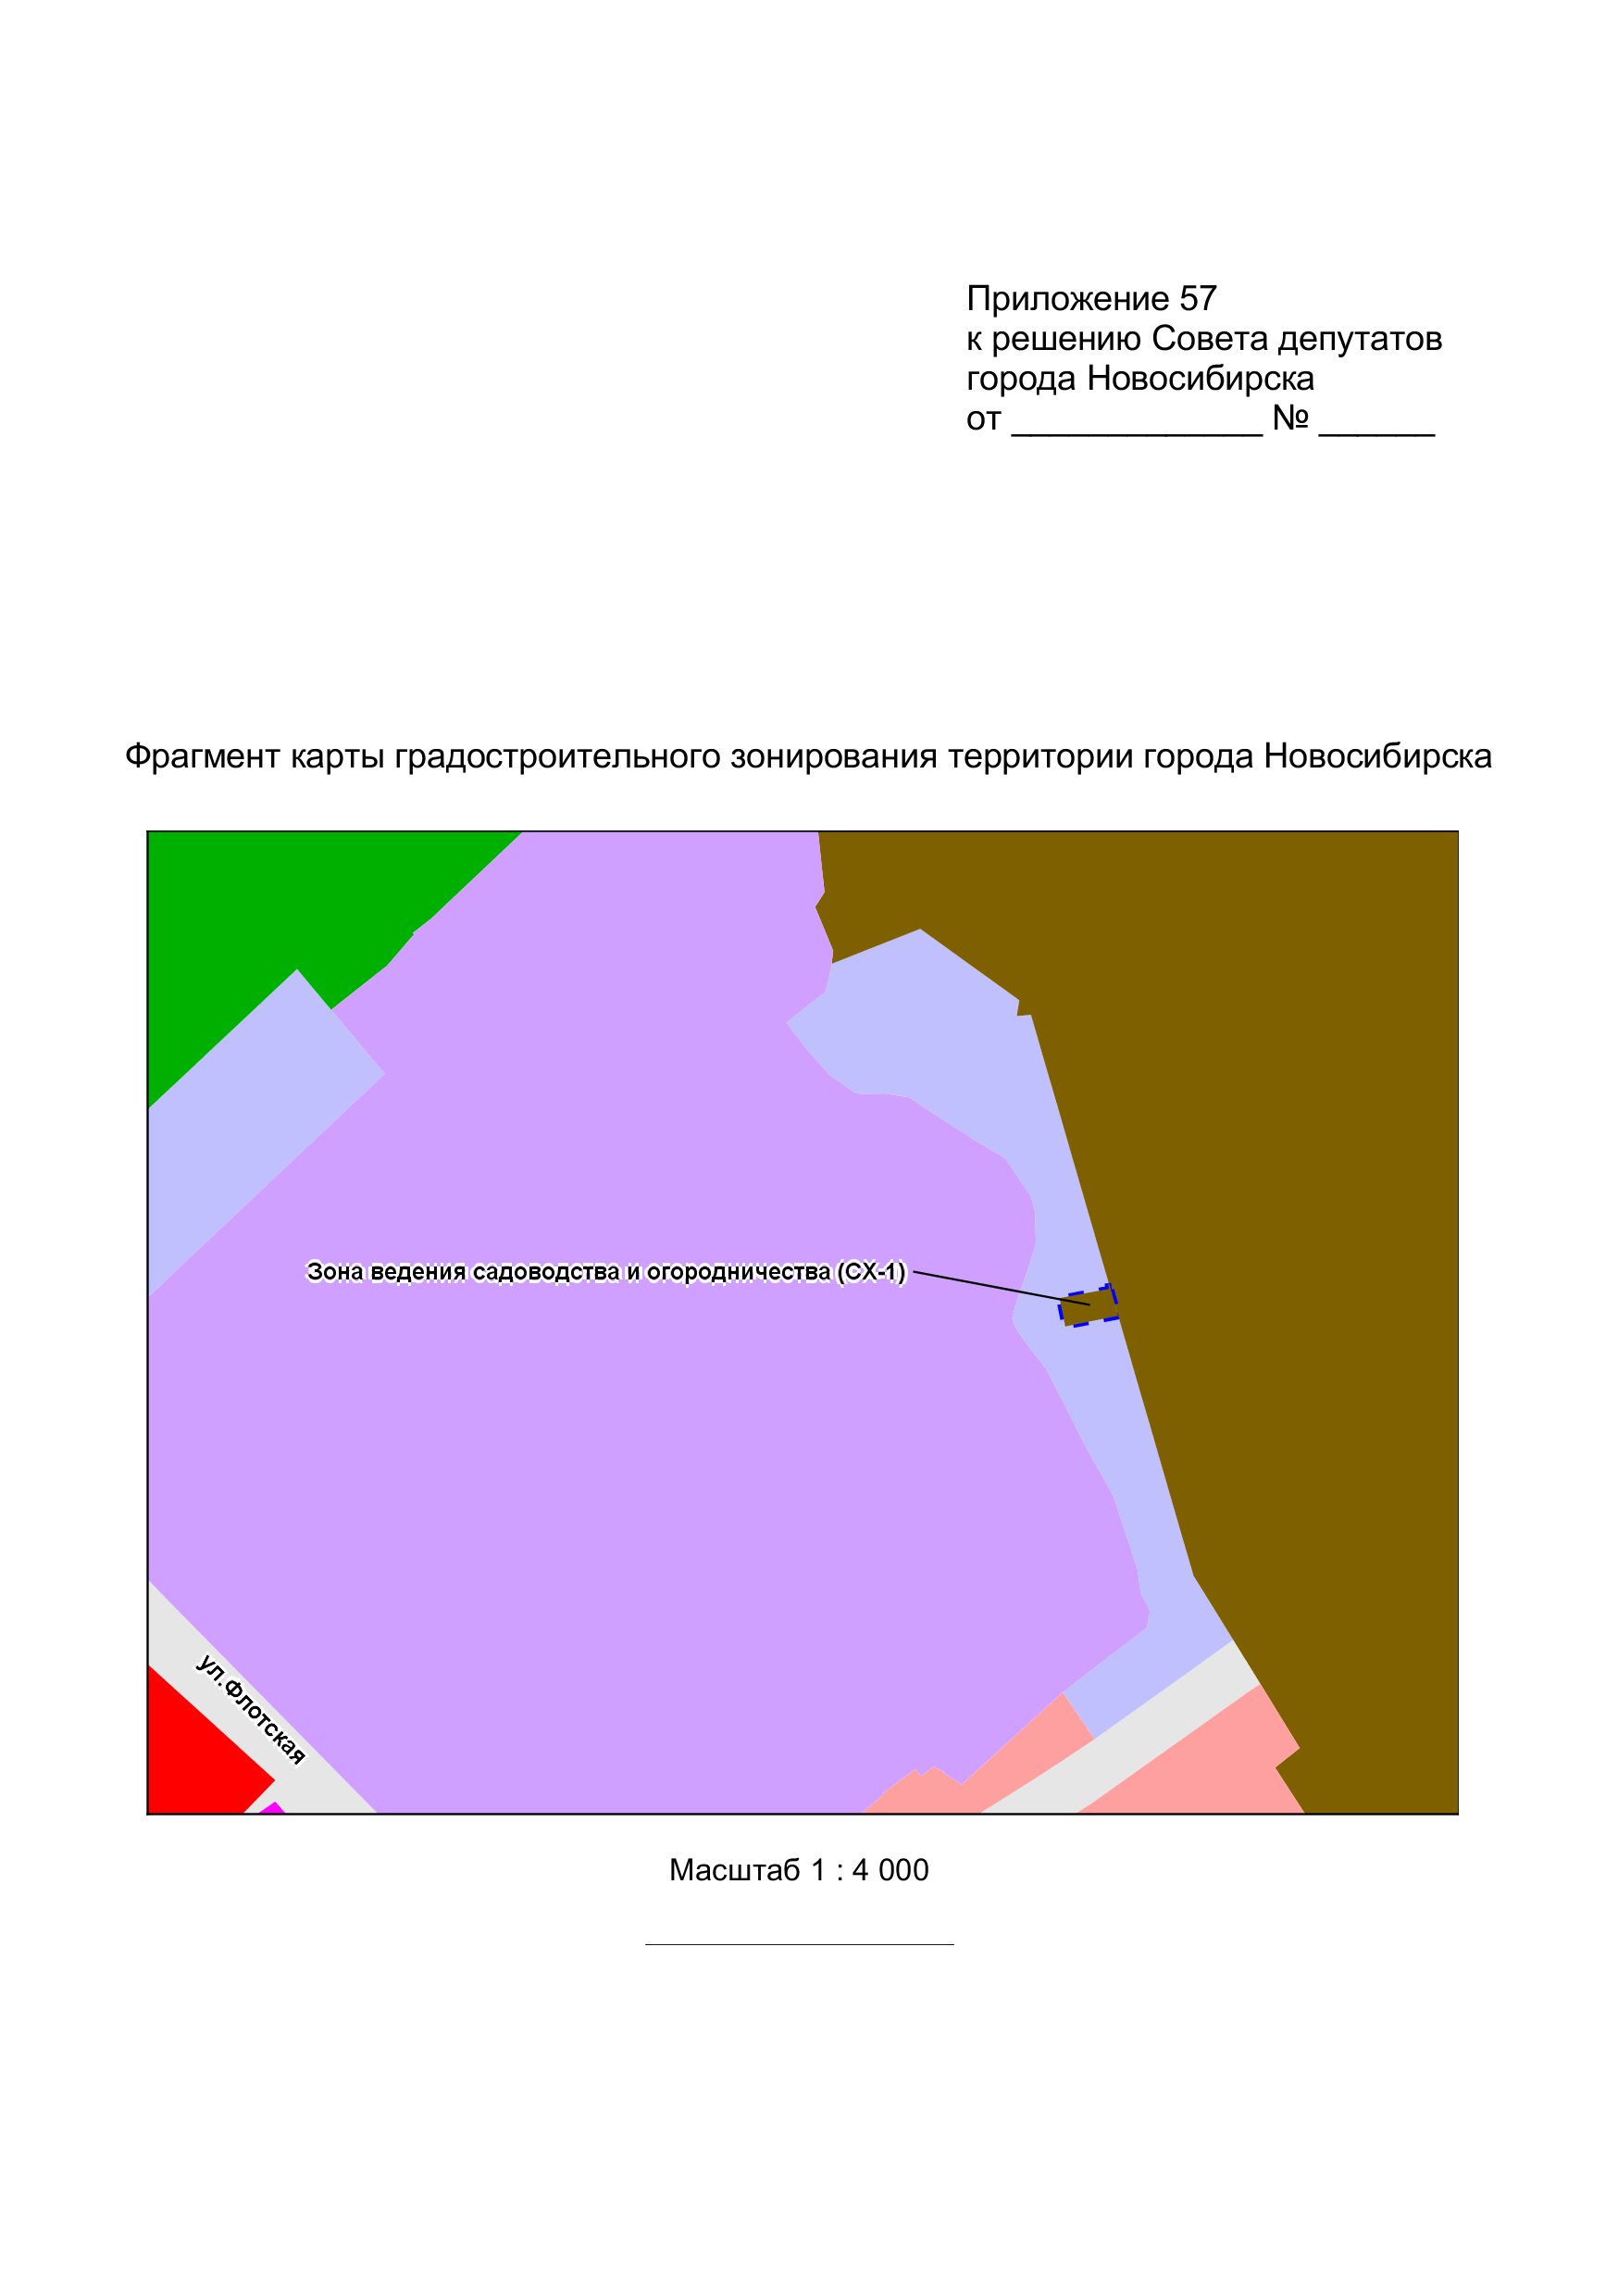 Приложение 57
к решению Совета депутатов
города Новосибирска
от _____________ № ______
Фрагмент карты градостроительного зонирования территории города Новосибирска
Зона ведения садоводства и огородничества (СХ-1)
ул.Флотская
Масштаб 1 : 4 000